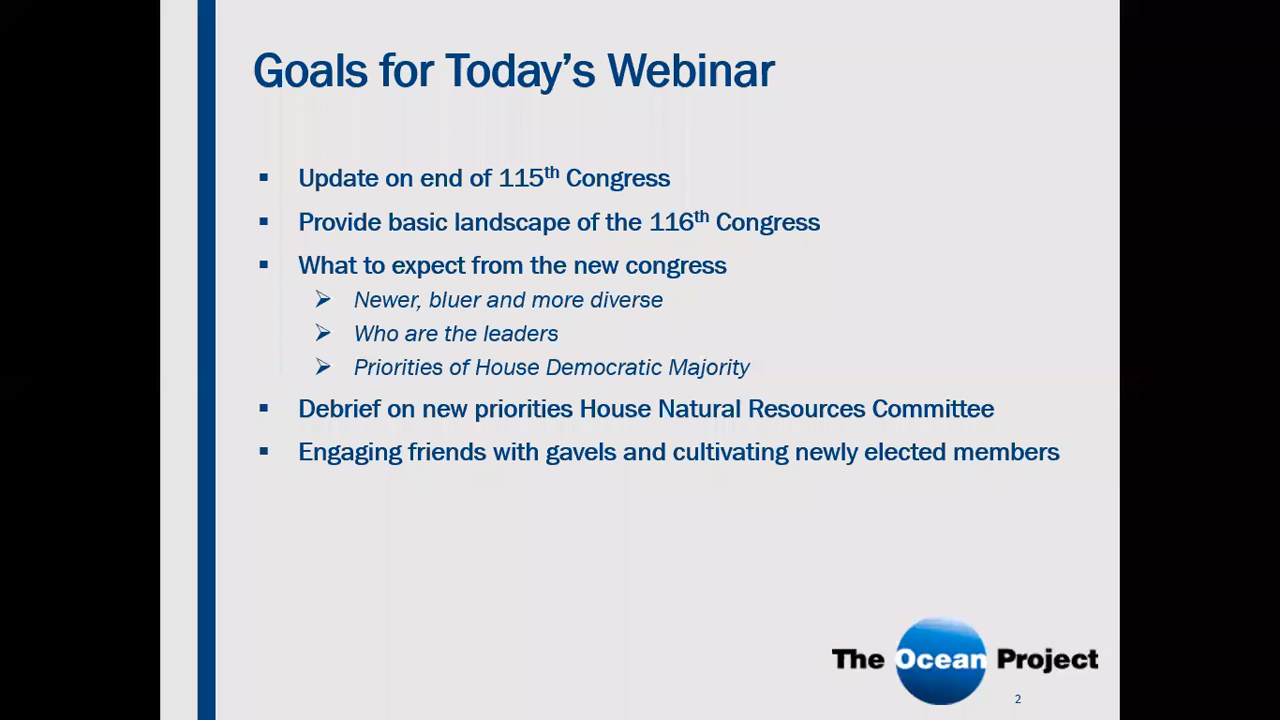 Goals for Today's Webinar
▪ Update on end of 115th Congress
▪ Provide basic landscape of the 116th Congress
▪ What to expect from the new congress
➢ Newer, bluer and more diverse
➢ Who are the leaders
➢ Priorities of House Democratic Majority
▪ Debrief on new priorities House Natural Resources Committee
▪ Engaging friends with gavels and cultivating newly elected members
The Ocean Project
2